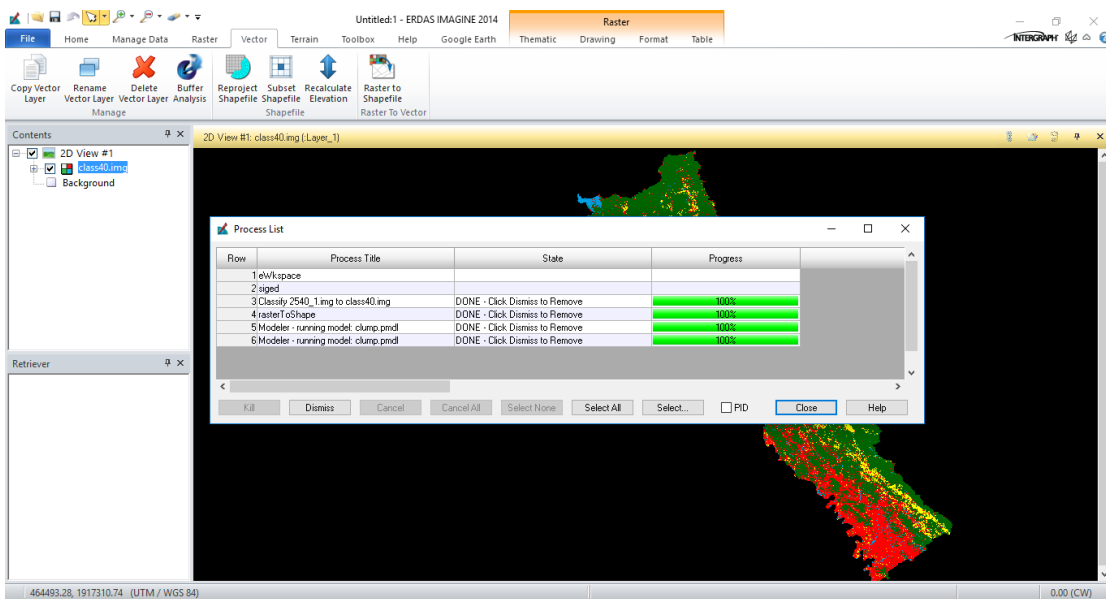 Untitled:1 - ERDAS IMAGINE 2014
Raster
File Home Manage Data Raster Vector Terrain Toolbox Help Google Earth Thematic Drawing Format Table
INTERGRAPH
Copy Vector Layer
Rename Vector Layer
Delete Vector Layer
Buffer Analysis
Reproject Shapefile
Subset Shapefile
Recalculate Elevation
Raster to Shapefile
Manage Shapefile Raster To Vector
Contents
2D View #1: class40.img (:Layer_1)
2D View #1
class40.img
Background
Process List
Row Process Title State Progress
1 eWkspace
2 siged
3 Classify 2540_1.img to class40.img DONE - Click Dismiss to Remove 100%
4 rasterToShape DONE - Click Dismiss to Remove 100%
5 Modeler - running model: clump.pmdl DONE - Click Dismiss to Remove 100%
6 Modeler - running model: clump.pmdl DONE - Click Dismiss to Remove 100%
Retriever
Kill Dismiss Cancel Cancel All Select None Select All Select... PID Close Help
464493.28, 1917310.74 (UTM / WGS 84) 0.00 (CW)